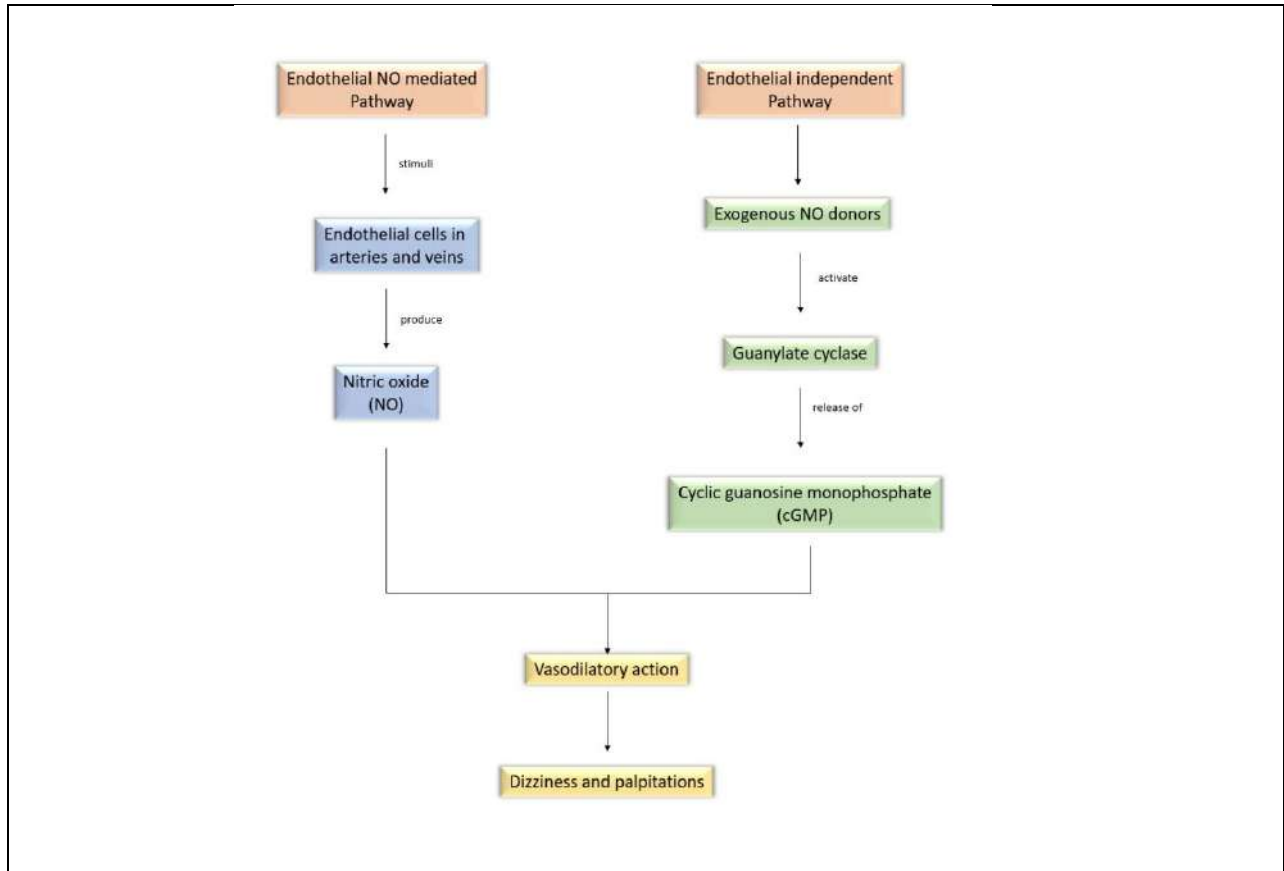 Endothelial NO mediated
Pathway
stimuli
Endothelial cells in
arteries and veins
produce
Nitric oxide
(NO)
Endothelial independent
Pathway
Exogenous NO donors
activate
Guanylate cyclase
release of
Cyclic guanosine monophosphate
(cGMP)
Vasodilatory action
Dizziness and palpitations